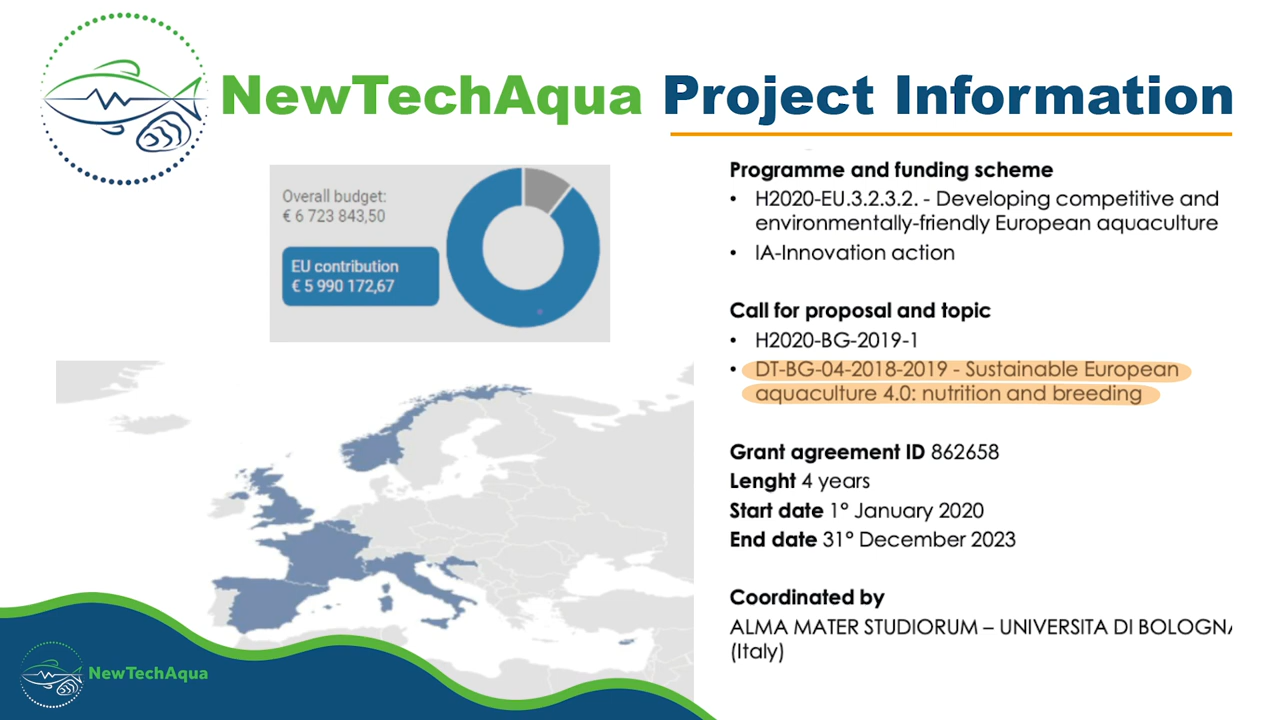 NewTechAqua Project Information
Overall budget:
€ 6 723 843,50
EU contribution
€ 5 990 172,67
Programme and funding scheme
• H2020-EU.3.2.3.2. - Developing competitive and
environmentally-friendly European aquaculture
• IA-Innovation action
Call for proposal and topic
• H2020-BG-2019-1
• DT-BG-04-2018-2019 - Sustainable European
aquaculture 4.0: nutrition and breeding
Grant agreement ID 862658
Lenght 4 years
Start date 1° January 2020
End date 31° December 2023
Coordinated by
ALMA MATER STUDIORUM – UNIVERSITA DI BOLOGN
(Italy)
NewTechAqua